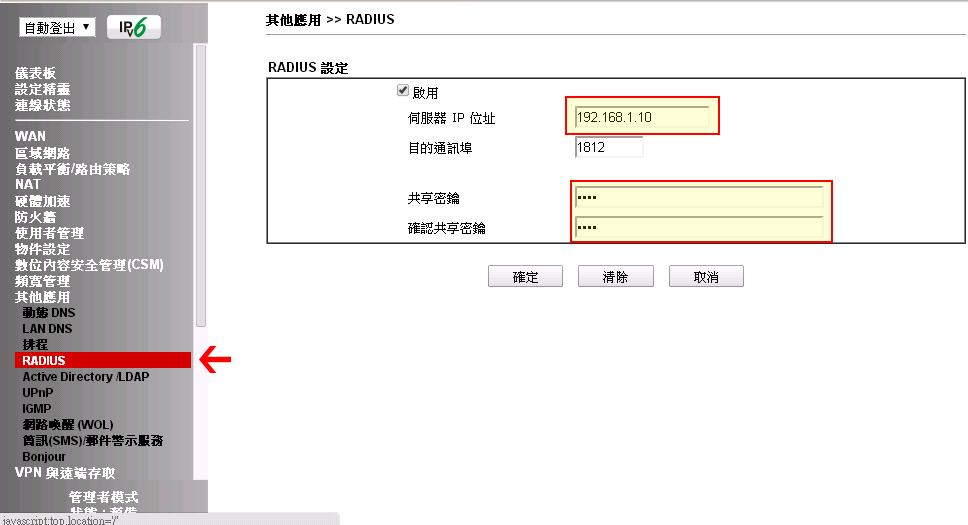 自動登出 ▼
IPv6
儀表板
設定精靈
連線狀態
WAN
區域網路
負載平衡/路由策略
NAT
硬體加速
防火牆
使用者管理
物件設定
數位內容安全管理(CSM)
頻寬管理
其他應用
動態 DNS
LAN DNS
排程
RADIUS
Active Directory /LDAP
UPnP
IGMP
網路喚醒 (WOL)
簡訊(SMS)/郵件警示服務
Bonjour
VPN 與遠端存取
管理者模式
狀態：預備
javascript:top.location='/'
其他應用 >> RADIUS
RADIUS 設定
啟用
伺服器 IP 位址 192.168.1.10
目的通訊埠 1812
共享密鑰 ••••
確認共享密鑰 ••••
確定 清除 取消